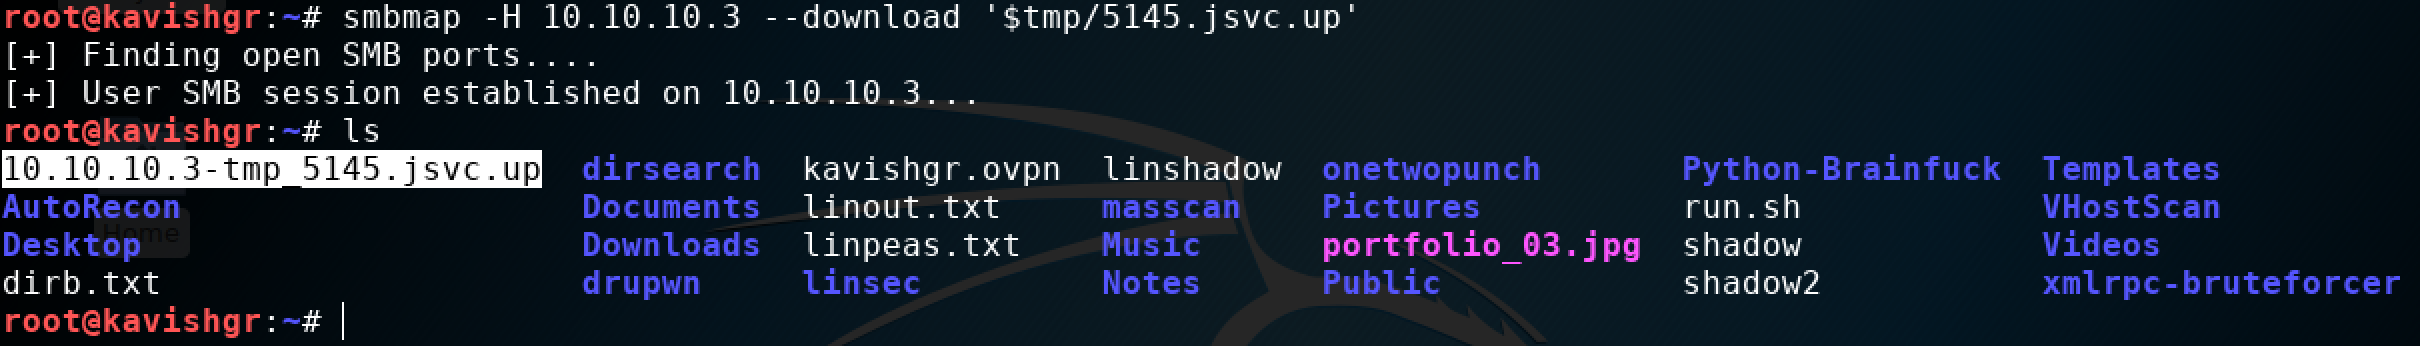 root@kavishgr:~# smbmap -H 10.10.10.3 --download '$tmp/5145.jsvc.up'
[+] Finding open SMB ports....
[+] User SMB session established on 10.10.10.3...
root@kavishgr:~# ls
10.10.10.3-tmp_5145.jsvc.up  dirsearch  kavishgr.ovpn  linshadow  onetwopunch  Python-Brainfuck  Templates
AutoRecon  Documents  linout.txt  masscan  Pictures  run.sh  VHostScan
Home
Desktop  Downloads  linpeas.txt  Music  portfolio_03.jpg  shadow  Videos
dirb.txt  drupwn  linsec  Notes  Public  shadow2  xmlrpc-bruteforcer
root@kavishgr:~#